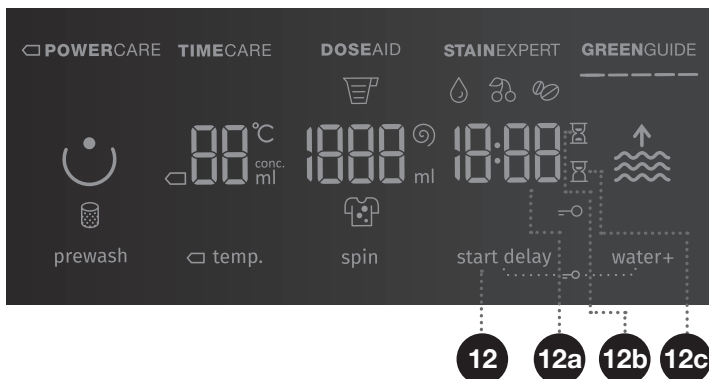 POWERCARE TIMECARE DOSEAID STAINEXPERT GREENGUIDE
88 °C 1888 18:88
conc.
ml ml
prewash temp. spin start delay water+
12 12a 12b 12c